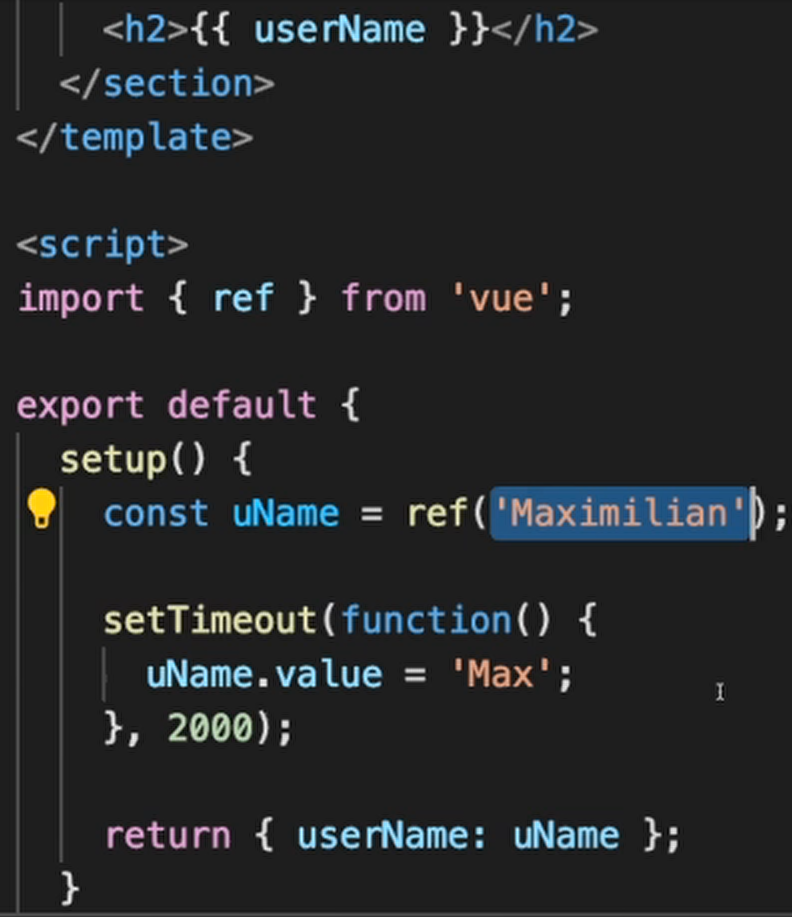 <h2>{{ userName }}</h2>
</section>
</template>
<script>
import { ref } from 'vue';
export default {
setup() {
const uName = ref('Maximilian');
setTimeout(function() {
uName.value = 'Max';
}, 2000);
return { userName: uName };
}